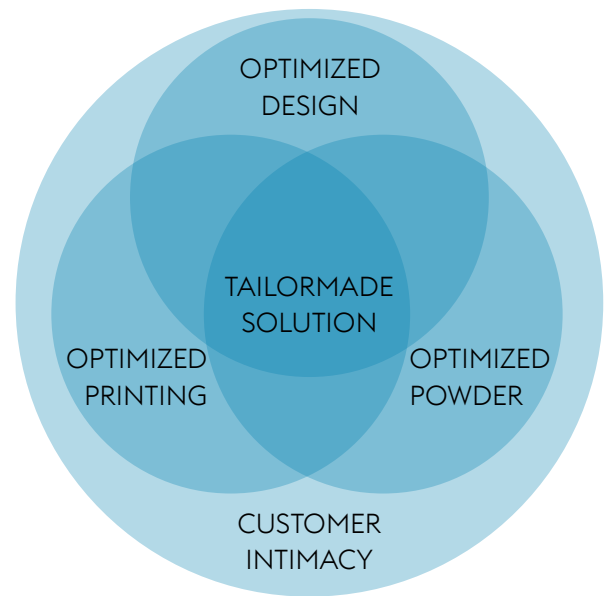 OPTIMIZED
DESIGN
TAILORMADE
SOLUTION
OPTIMIZED
PRINTING
OPTIMIZED
POWDER
CUSTOMER
INTIMACY